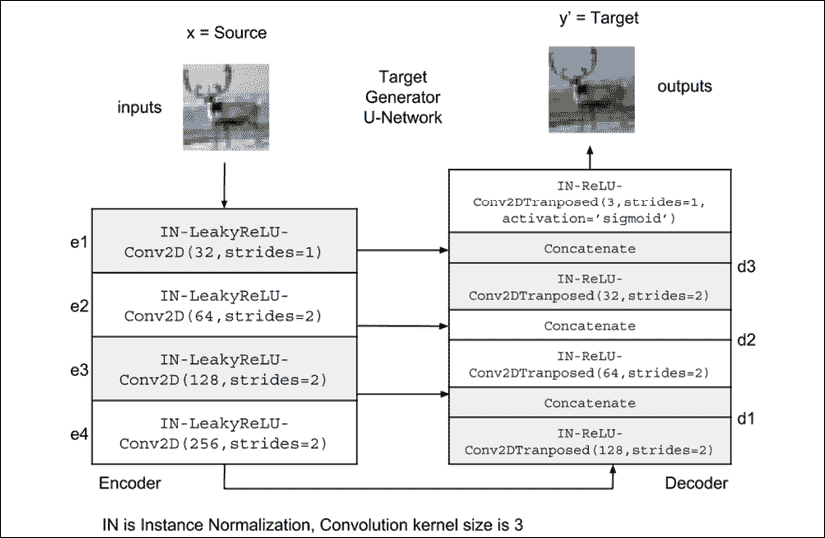 x = Source
y' = Target
inputs
Target
Generator
U-Network
outputs
e1
IN-LeakyReLU-
Conv2D(32,strides=1)
e2
IN-LeakyReLU-
Conv2D(64,strides=2)
e3
IN-LeakyReLU-
Conv2D(128,strides=2)
e4
IN-LeakyReLU-
Conv2D(256,strides=2)
Encoder
IN-ReLU-
Conv2DTranposed(3,strides=1,
activation='sigmoid')
Concatenate
d3
IN-ReLU-
Conv2DTranposed(32,strides=2)
Concatenate
d2
IN-ReLU-
Conv2DTranposed(64,strides=2)
Concatenate
d1
IN-ReLU-
Conv2DTranposed(128,strides=2)
Decoder
IN is Instance Normalization, Convolution kernel size is 3